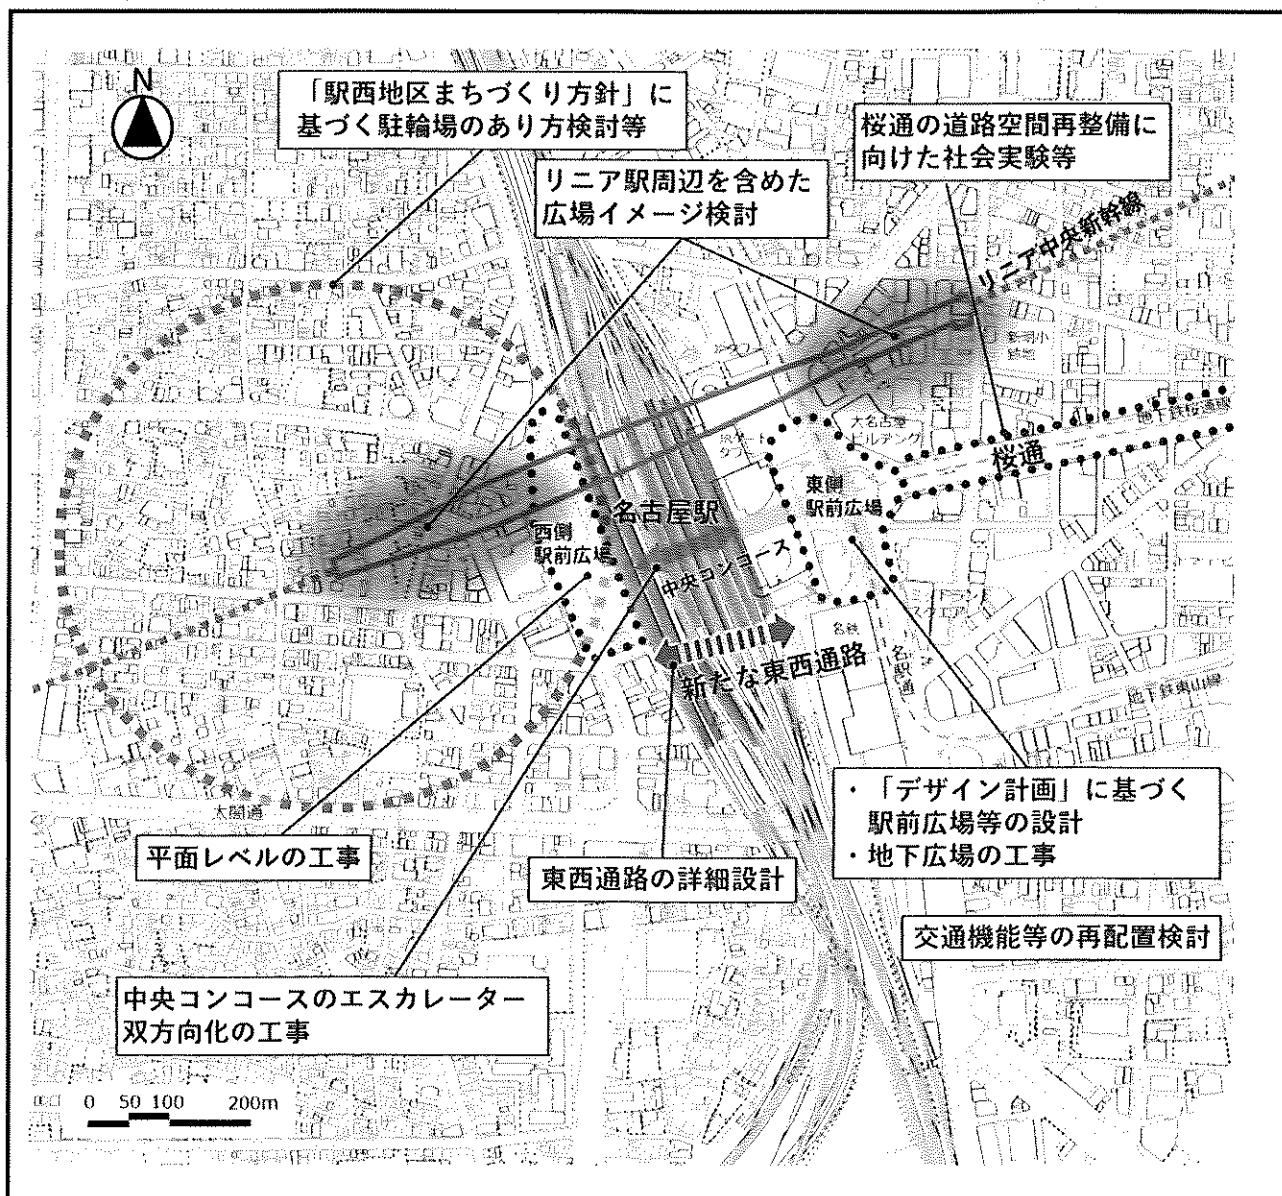 N
「駅西地区まちづくり方針」に
基づく駐輪場のあり方検討等
桜通の道路空間再整備に
向けた社会実験等
リニア駅周辺を含めた
広場イメージ検討
リニア中央新幹線
大名古屋
ビルヂング
地下鉄桜通線
桜通
東側
駅前広場
名古屋駅
西側
駅前広場
中央コンコース
新たな東西通路
名鉄
名駅通
地下鉄東山線
太閤通
・「デザイン計画」に基づく
駅前広場等の設計
・地下広場の工事
平面レベルの工事
東西通路の詳細設計
交通機能等の再配置検討
中央コンコースのエスカレーター
双方向化の工事
0 50 100 200m